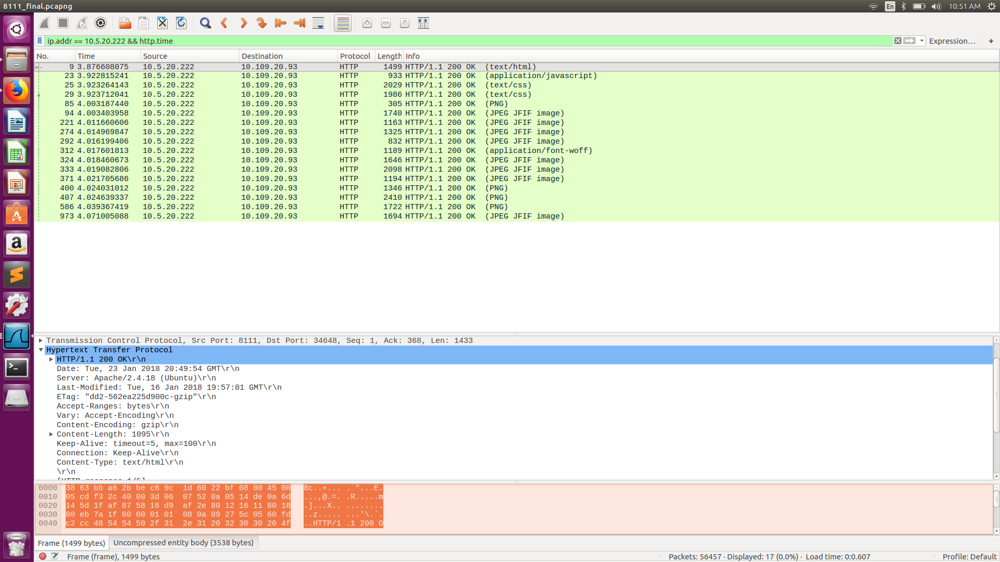 8111_final.pcapng
En
10:51 AM
ip.addr == 10.5.20.222 && http.time
Expression…
+
No. Time Source Destination Protocol Length Info
9 3.876608075 10.5.20.222 10.109.20.93 HTTP 1499 HTTP/1.1 200 OK (text/html)
23 3.922815241 10.5.20.222 10.109.20.93 HTTP 933 HTTP/1.1 200 OK (application/javascript)
25 3.923264143 10.5.20.222 10.109.20.93 HTTP 2029 HTTP/1.1 200 OK (text/css)
29 3.923712041 10.5.20.222 10.109.20.93 HTTP 1986 HTTP/1.1 200 OK (text/css)
85 4.003187440 10.5.20.222 10.109.20.93 HTTP 305 HTTP/1.1 200 OK (PNG)
94 4.003403958 10.5.20.222 10.109.20.93 HTTP 1740 HTTP/1.1 200 OK (JPEG JFIF image)
221 4.011660606 10.5.20.222 10.109.20.93 HTTP 1163 HTTP/1.1 200 OK (JPEG JFIF image)
274 4.014969847 10.5.20.222 10.109.20.93 HTTP 1325 HTTP/1.1 200 OK (JPEG JFIF image)
292 4.016199406 10.5.20.222 10.109.20.93 HTTP 832 HTTP/1.1 200 OK (JPEG JFIF image)
312 4.017601813 10.5.20.222 10.109.20.93 HTTP 1189 HTTP/1.1 200 OK (application/font-woff)
324 4.018460673 10.5.20.222 10.109.20.93 HTTP 1646 HTTP/1.1 200 OK (JPEG JFIF image)
333 4.019082806 10.5.20.222 10.109.20.93 HTTP 2098 HTTP/1.1 200 OK (JPEG JFIF image)
371 4.021705686 10.5.20.222 10.109.20.93 HTTP 1194 HTTP/1.1 200 OK (JPEG JFIF image)
400 4.024031012 10.5.20.222 10.109.20.93 HTTP 1346 HTTP/1.1 200 OK (PNG)
407 4.024639337 10.5.20.222 10.109.20.93 HTTP 2410 HTTP/1.1 200 OK (PNG)
586 4.039367419 10.5.20.222 10.109.20.93 HTTP 1722 HTTP/1.1 200 OK (PNG)
973 4.071005088 10.5.20.222 10.109.20.93 HTTP 1694 HTTP/1.1 200 OK (JPEG JFIF image)
Transmission Control Protocol, Src Port: 8111, Dst Port: 34648, Seq: 1, Ack: 368, Len: 1433
Hypertext Transfer Protocol
HTTP/1.1 200 OK\r\n
Date: Tue, 23 Jan 2018 20:49:54 GMT\r\n
Server: Apache/2.4.18 (Ubuntu)\r\n
Last-Modified: Tue, 16 Jan 2018 19:57:01 GMT\r\n
ETag: "dd2-562ea225d900c-gzip"\r\n
Accept-Ranges: bytes\r\n
Vary: Accept-Encoding\r\n
Content-Encoding: gzip\r\n
Content-Length: 1095\r\n
Keep-Alive: timeout=5, max=100\r\n
Connection: Keep-Alive\r\n
Content-Type: text/html\r\n
\r\n
[HTTP response 1/5]
0000 38 63 bb a6 2b be c8 9c 1d 60 22 bf 08 00 45 00 8c..+... .`"...E.
0010 05 cd f3 2c 40 00 3d 06 07 52 0a 05 14 de 0a 6d ...,@.=. .R.....m
0020 14 5d 1f af 87 58 16 d9 af 2e 80 12 16 11 80 18 .]...X.. ........
0030 00 eb 7a 1f 00 00 01 01 08 0a 09 27 5c 05 60 fd ..z..... ...'\.`.
0040 c2 cc 48 54 54 50 2f 31 2e 31 20 32 30 30 20 4f ..HTTP/1 .1 200 O
Frame (1499 bytes) Uncompressed entity body (3538 bytes)
Frame (frame), 1499 bytes
Packets: 56457 · Displayed: 17 (0.0%) · Load time: 0:0.607
Profile: Default